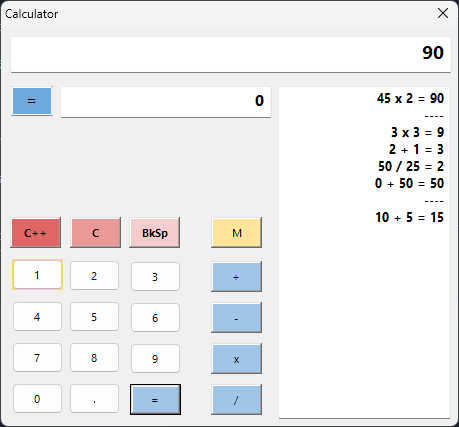 Calculator
90
=
0
45 x 2 = 90
----
3 x 3 = 9
2 + 1 = 3
50 / 25 = 2
0 + 50 = 50
----
10 + 5 = 15
C++ C BkSp M
1 2 3 +
4 5 6 -
7 8 9 x
0 . = /